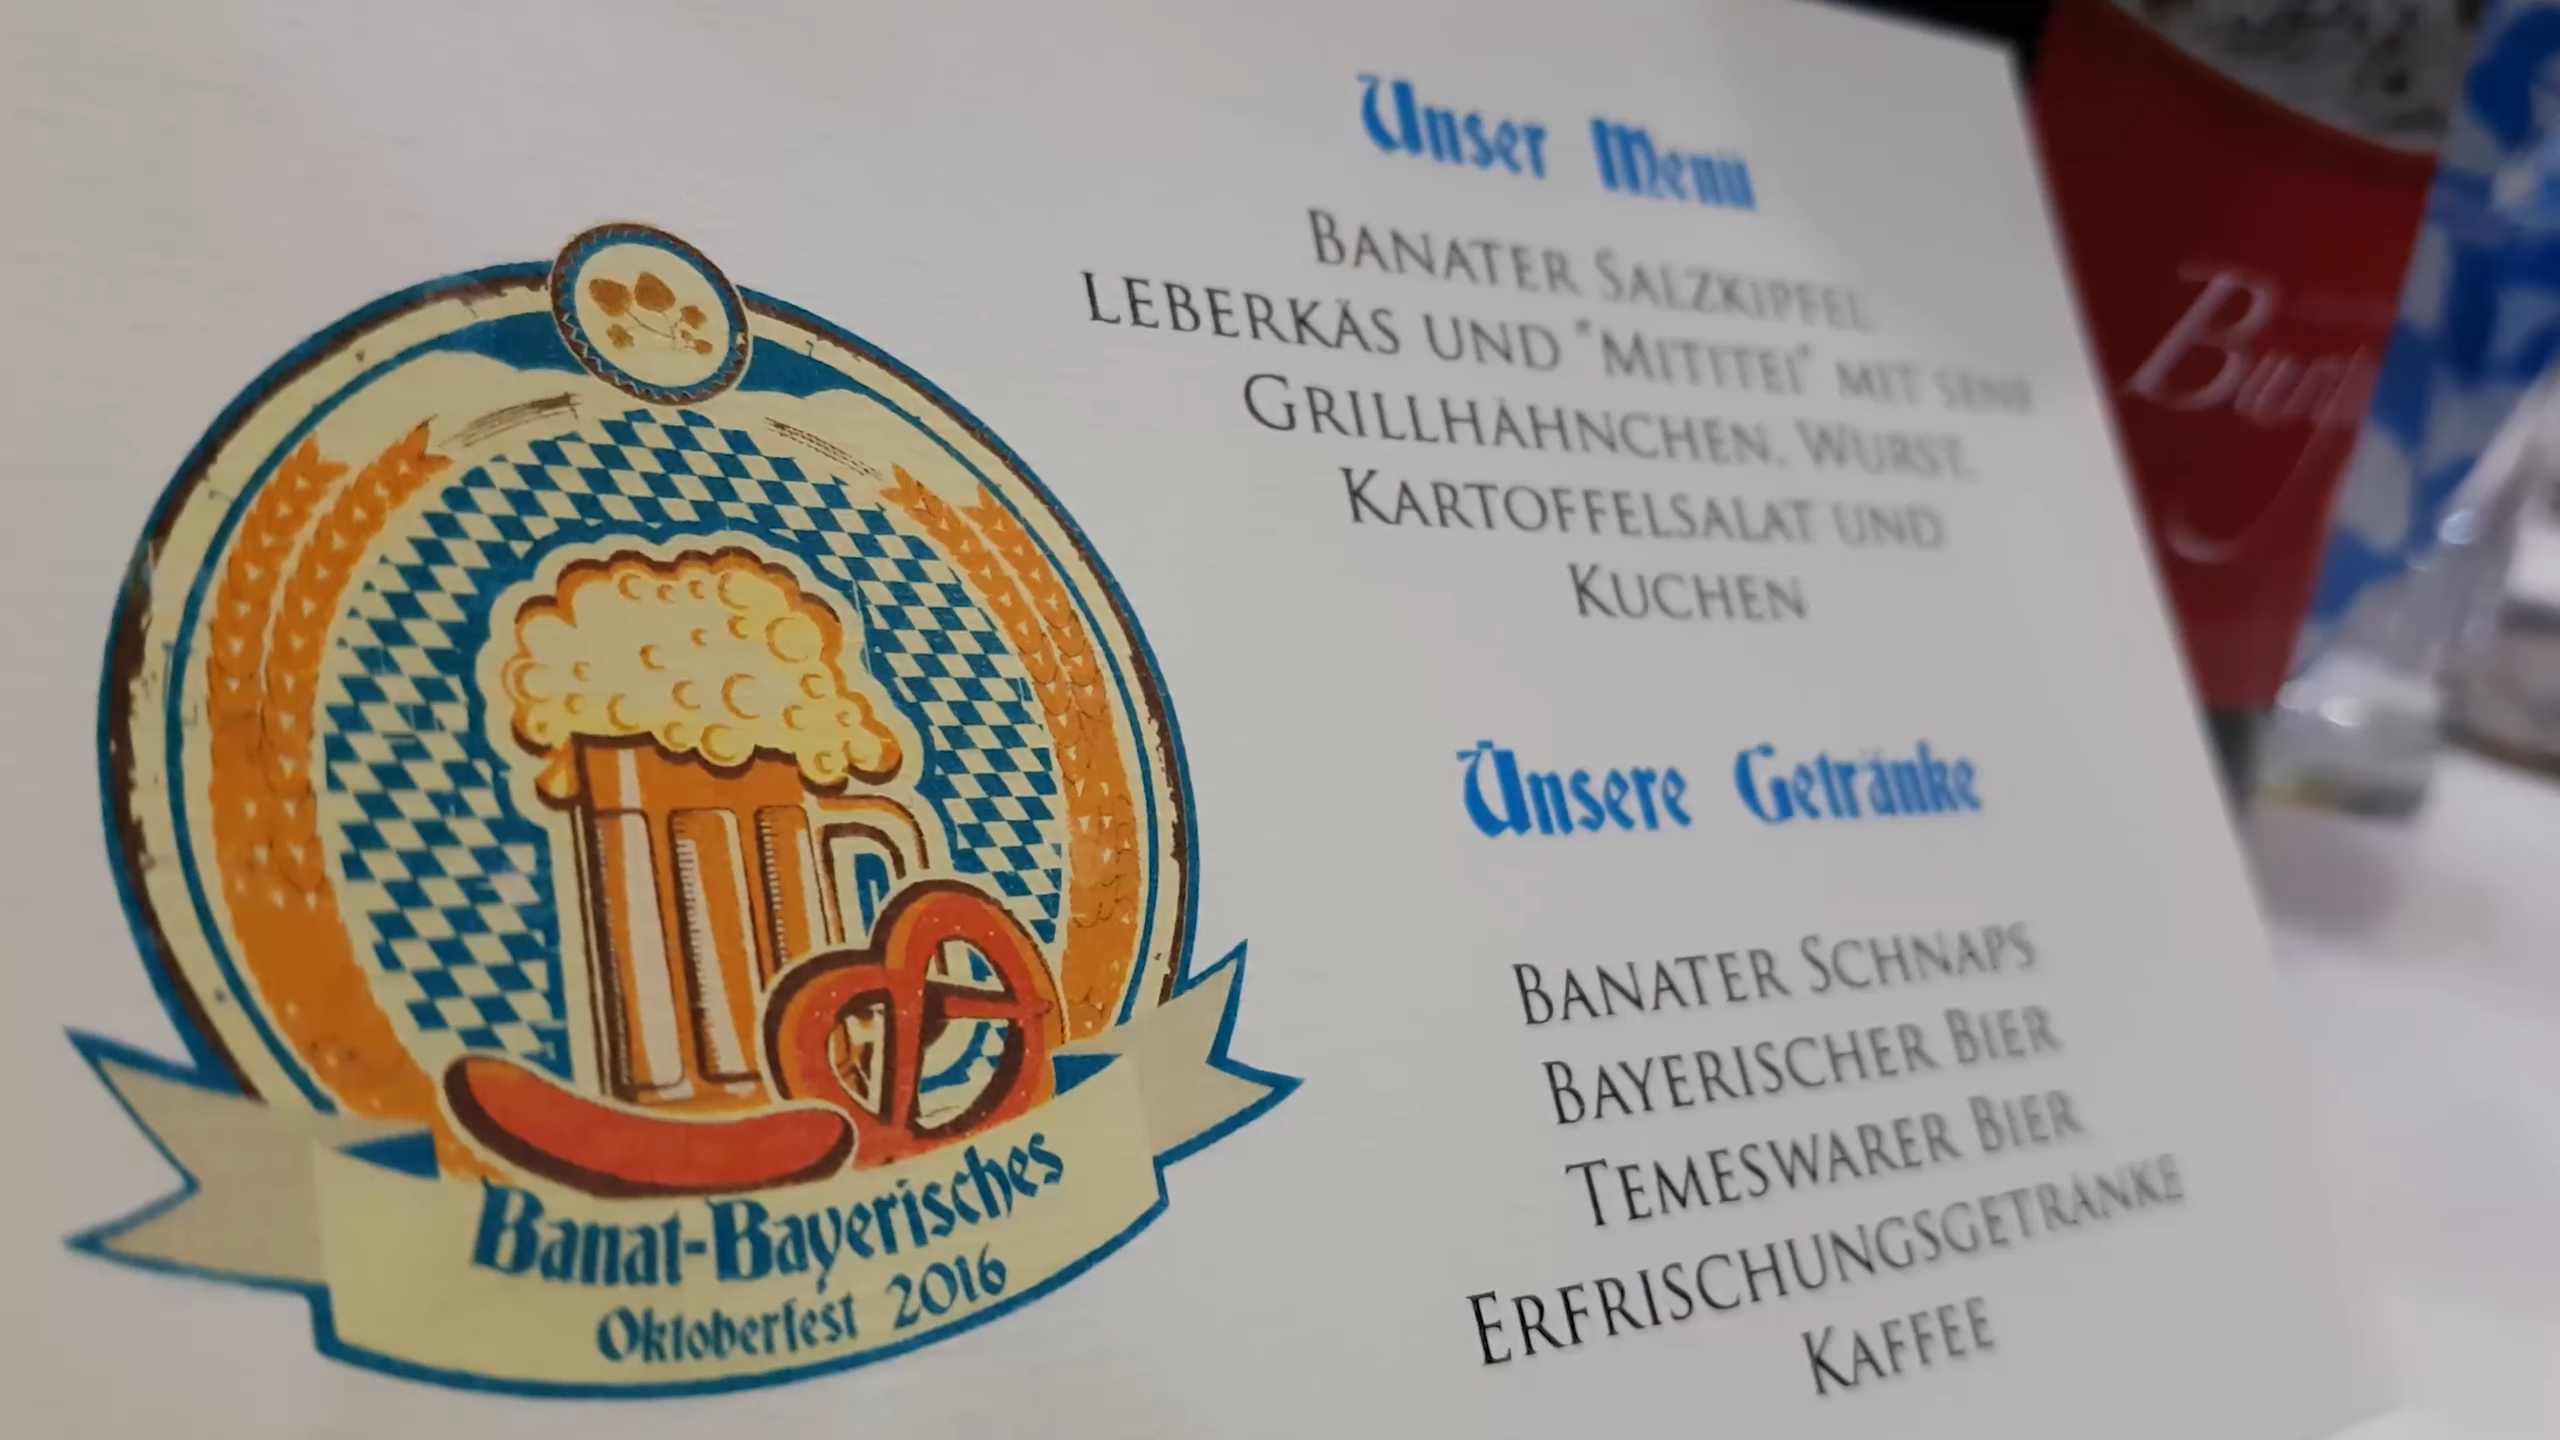 Unser Menü
BANATER SALZKIPFEL
LEBERKÄS UND "MITITEI" MIT SENF
GRILLHÄHNCHEN, WURST,
KARTOFFELSALAT UND
KUCHEN
Unsere Getränke
BANATER SCHNAPS
BAYERISCHER BIER
TEMESWARER BIER
ERFRISCHUNGSGETRÄNKE
KAFFEE
Banat-Bayerisches
Oktoberfest 2016